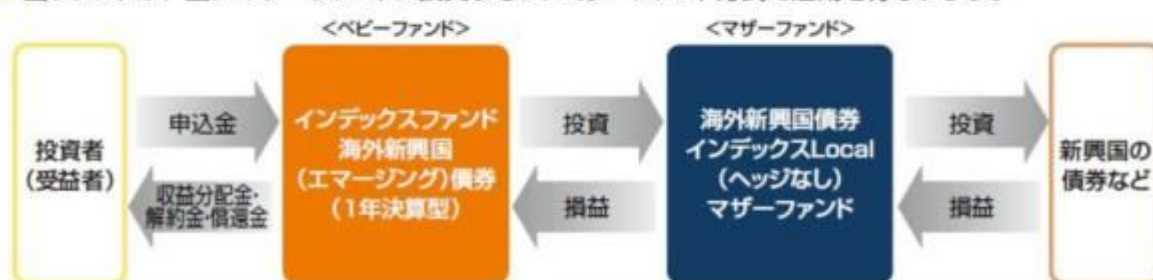 <ベビーファンド>
<マザーファンド>
投資者
(受益者)
申込金
収益分配金・
解約金・償還金
インデックスファンド
海外新興国
(エマージング)債券
(1年決算型)
投資
損益
海外新興国債券
インデックスLocal
(ヘッジなし)
マザーファンド
投資
損益
新興国の
債券など